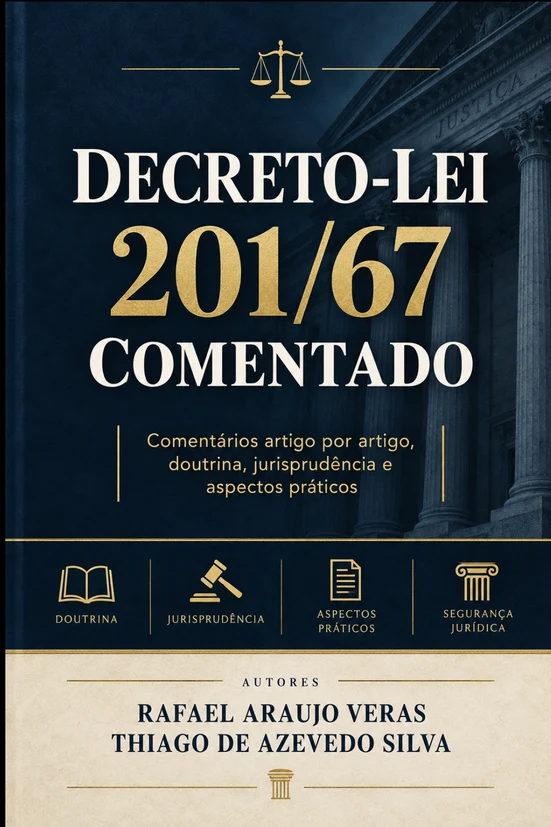 JUSTICA
DECRETO-LEI
201/67
COMENTADO
Comentários artigo por artigo,
doutrina, jurisprudência e
aspectos práticos
DOUTRINA
JURISPRUDÊNCIA
ASPECTOS
PRÁTICOS
SEGURANÇA
JURÍDICA
AUTORES
RAFAEL ARAUJO VERAS
THIAGO DE AZEVEDO SILVA